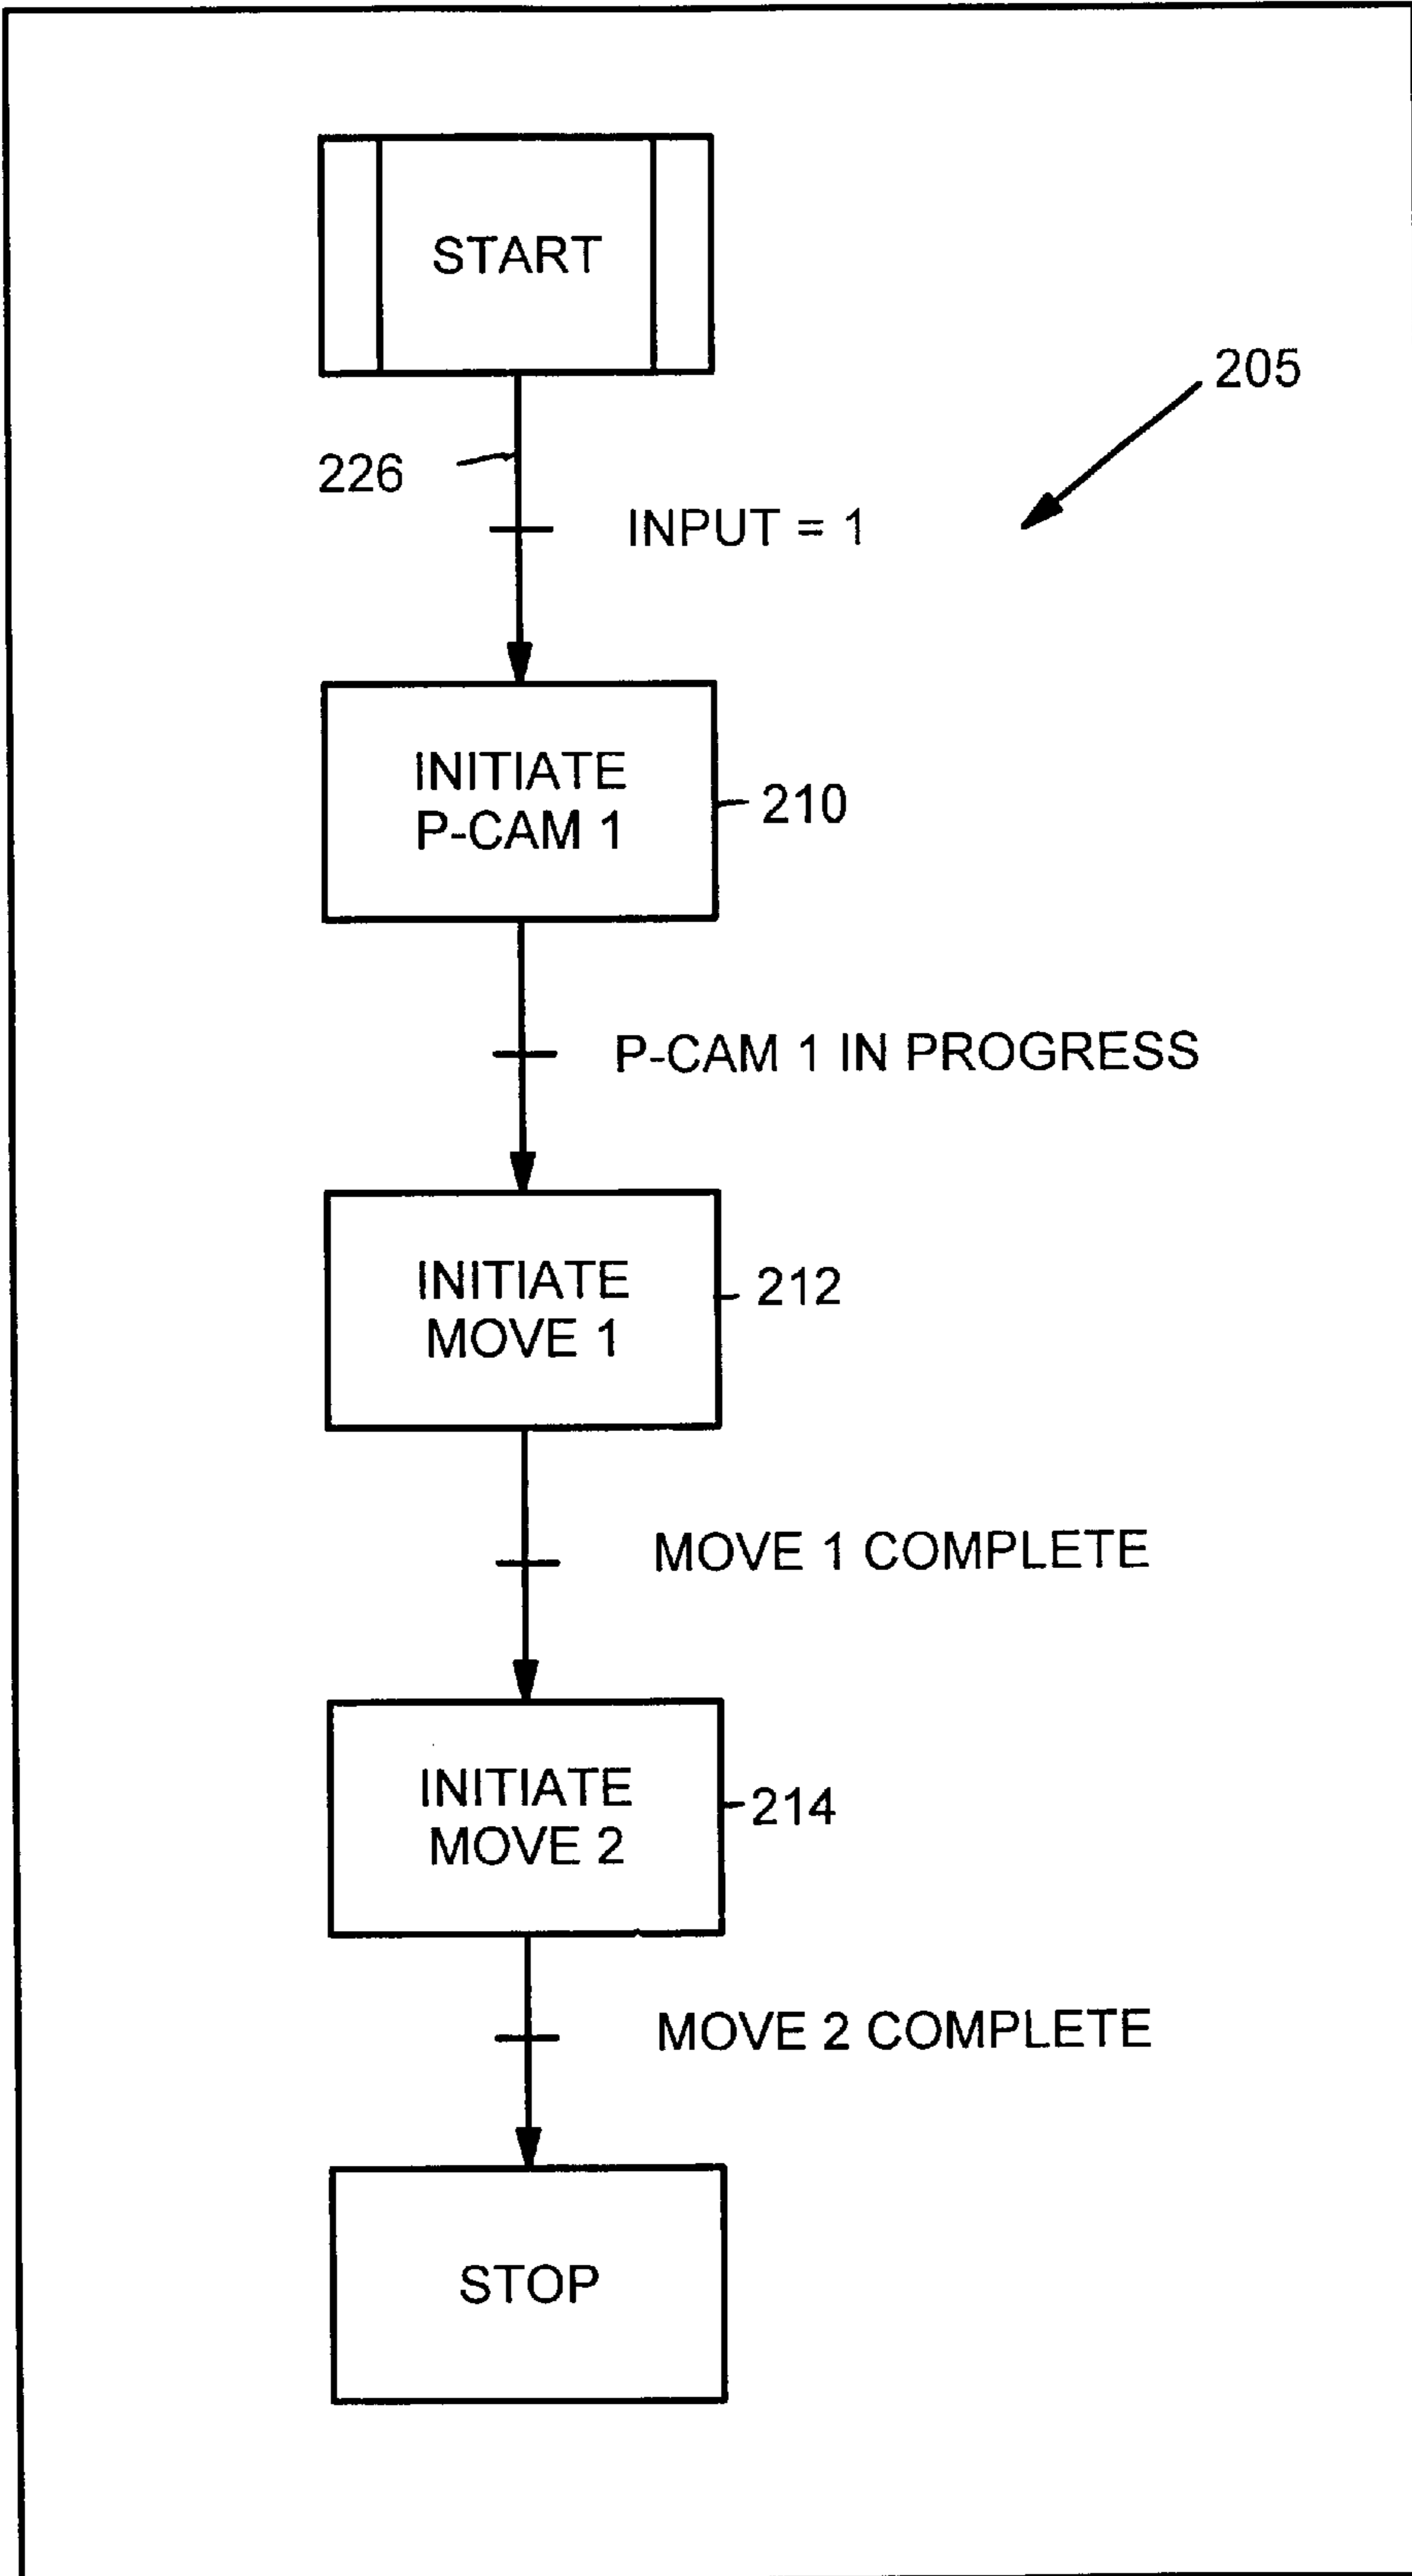 START
205
226
INPUT = 1
INITIATE
P-CAM 1
210
P-CAM 1 IN PROGRESS
INITIATE
MOVE 1
212
MOVE 1 COMPLETE
INITIATE
MOVE 2
214
MOVE 2 COMPLETE
STOP